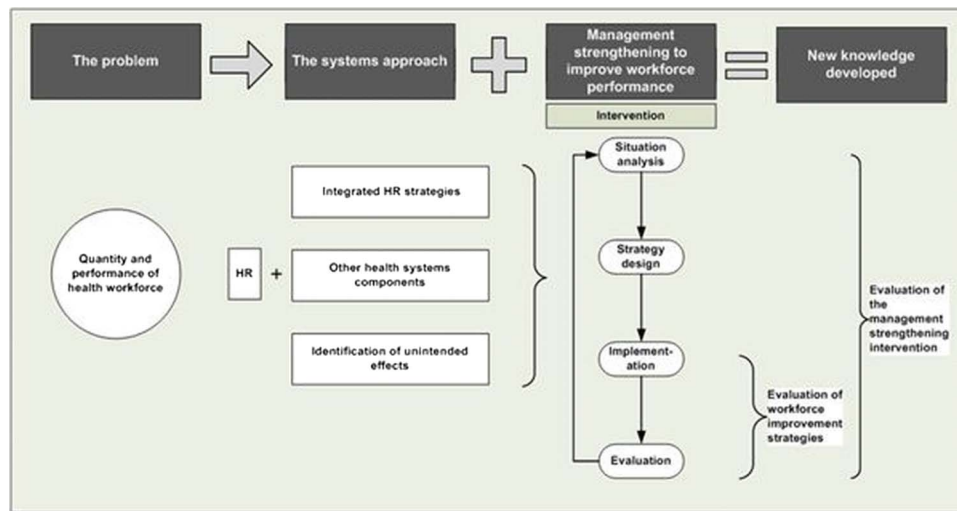 The problem
The systems approach
Management
strengthening to
improve workforce
performance
New knowledge
developed
Intervention
Quantity and
performance of
health workforce
HR
+
Integrated HR strategies
Other health systems
components
Identification of unintended
effects
Situation
analysis
Strategy
design
Implement-
ation
Evaluation
Evaluation of
workforce
improvement
strategies
Evaluation of
the
management
strengthening
intervention